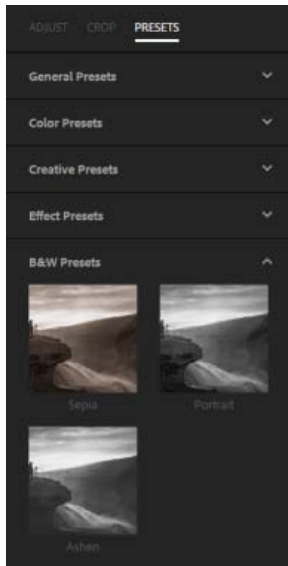 ADJUST CROP PRESETS
General Presets
Color Presets
Creative Presets
Effect Presets
B&W Presets
Sepia Portrait
Ashen